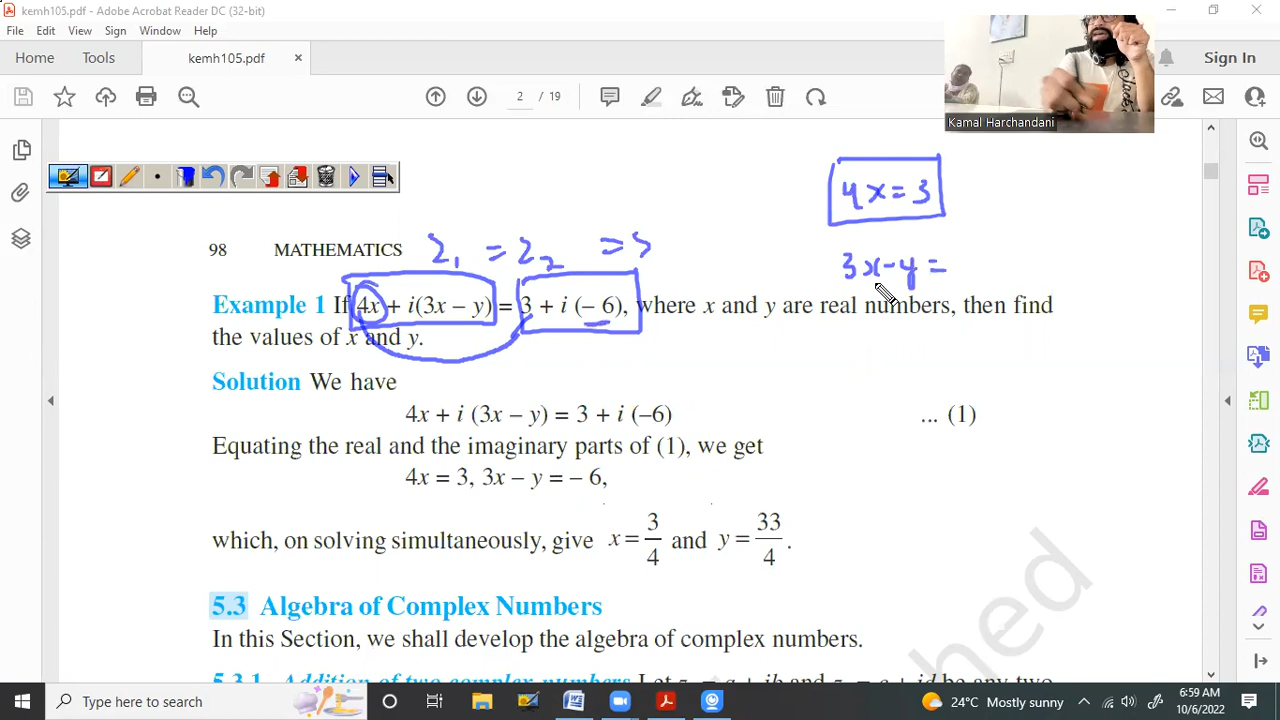 kemh105.pdf - Adobe Acrobat Reader DC (32-bit)
File Edit View Sign Window Help
Home Tools kemh105.pdf × Sign In
2 / 19
Kamal Harchandani
4x = 3
98 MATHEMATICS
3x - y =
Example 1 If 4x + i(3x – y) = 3 + i (– 6), where x and y are real numbers, then find
the values of x and y.
Solution We have
4x + i (3x – y) = 3 + i (–6) ... (1)
Equating the real and the imaginary parts of (1), we get
4x = 3, 3x – y = – 6,
which, on solving simultaneously, give x = 3/4 and y = 33/4.
5.3 Algebra of Complex Numbers
In this Section, we shall develop the algebra of complex numbers.
Type here to search
24°C Mostly sunny
6:59 AM
10/6/2022